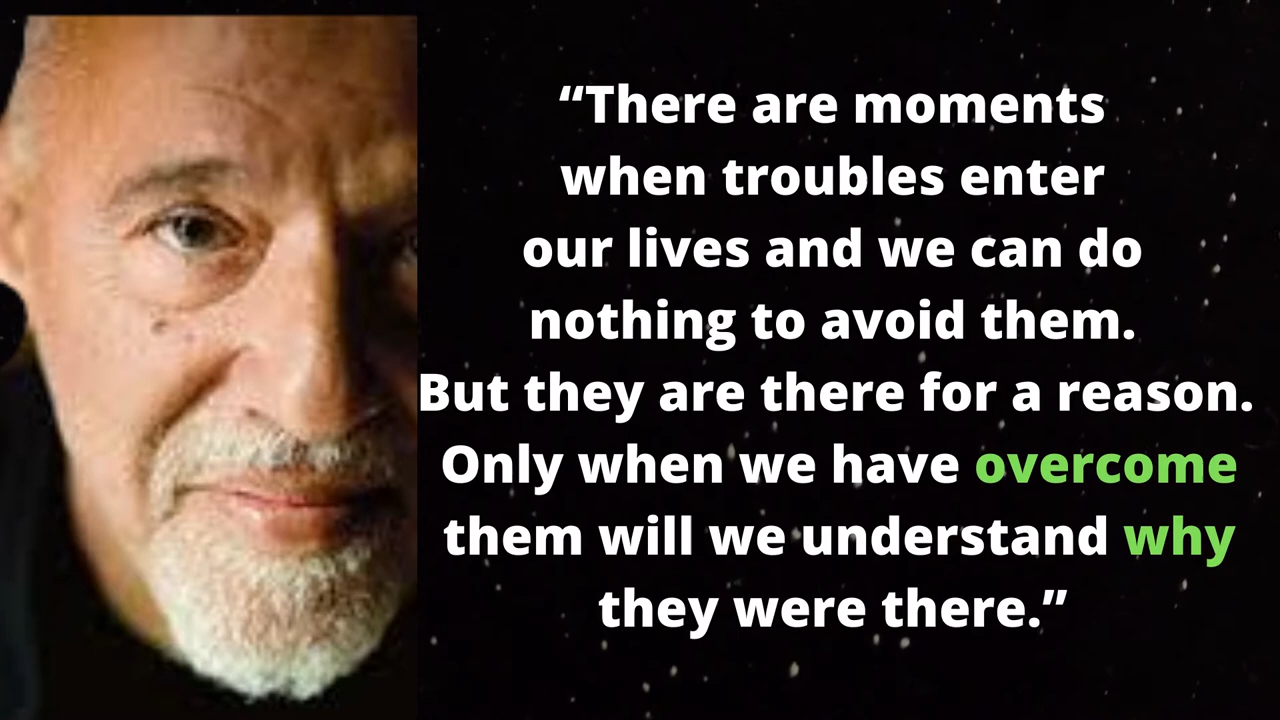 “There are moments
when troubles enter
our lives and we can do
nothing to avoid them.
But they are there for a reason.
Only when we have overcome
them will we understand why
they were there.”